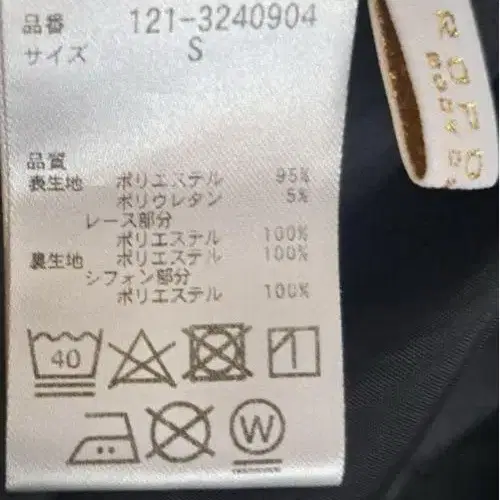 品番 121-3240904
サイズ S
品質
表生地 ポリエステル 95%
ポリウレタン 5%
レース部分
ポリエステル 100%
裏生地 ポリエステル 100%
シフォン部分
ポリエステル 100%
40
W